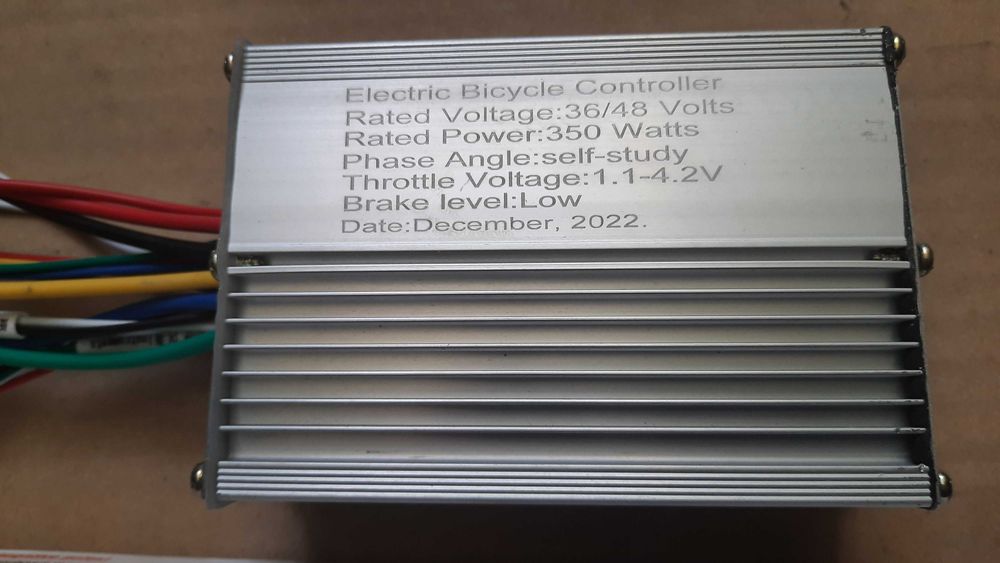 Electric Bicycle Controller
Rated Voltage:36/48 Volts
Rated Power:350 Watts
Phase Angle:self-study
Throttle Voltage:1.1-4.2V
Brake level:Low
Date:December, 2022.